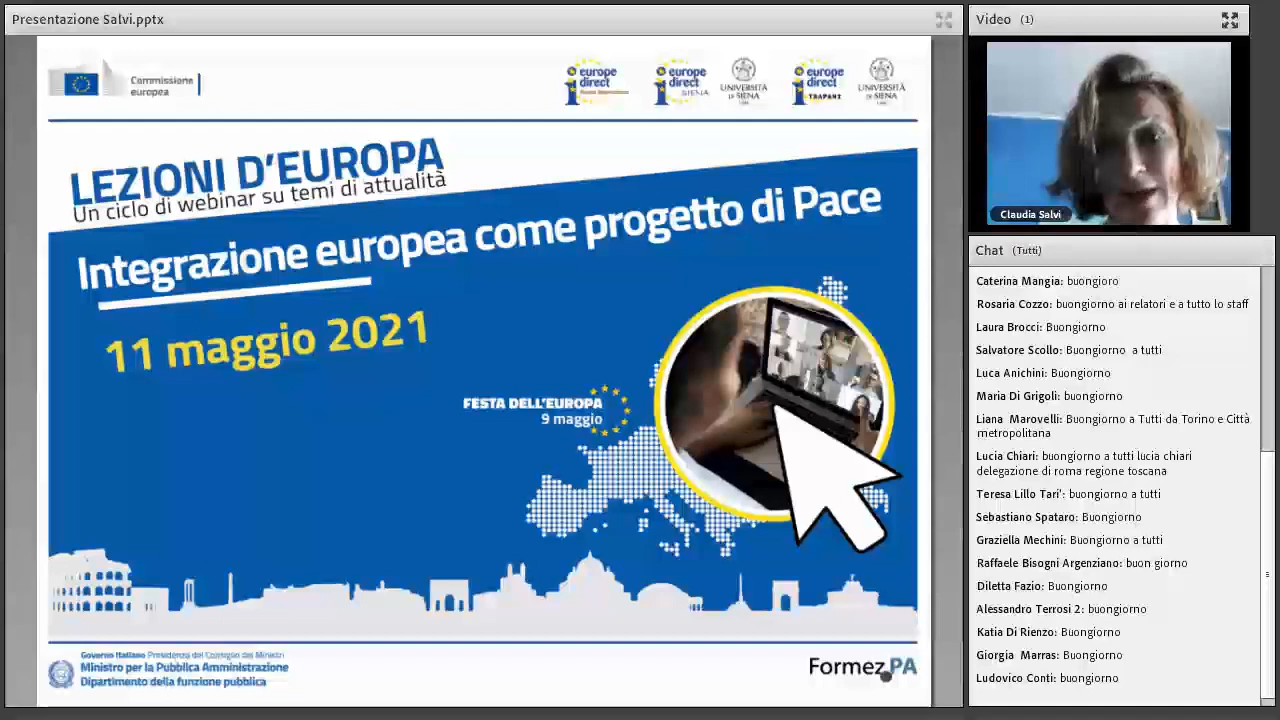 Presentazione Salvi.pptx
Commissione
europea
europe
direct
europe
direct
SIENA
UNIVERSITÀ
DI SIENA
europe
direct
TRAPANI
UNIVERSITÀ
DI SIENA
LEZIONI D'EUROPA
Un ciclo di webinar su temi di attualità
Integrazione europea come progetto di Pace
11 maggio 2021
FESTA DELL'EUROPA
9 maggio
Governo Italiano Presidenza del Consiglio dei Ministri
Ministro per la Pubblica Amministrazione
Dipartimento della funzione pubblica
Formez PA
Video (1)
Claudia Salvi
Chat (Tutti)
Caterina Mangia: buongioro
Rosaria Cozzo: buongiorno ai relatori e a tutto lo staff
Laura Brocci: Buongiorno
Salvatore Scollo: Buongiorno a tutti
Luca Anichini: Buongiorno
Maria Di Grigoli: buongiorno
Liana Marovelli: Buongiorno a Tutti da Torino e Città
metropolitana
Lucia Chiari: buongiorno a tutti lucia chiari
delegazione di roma regione toscana
Teresa Lillo Tari': buongiorno a tutti
Sebastiano Spataro: Buongiorno
Graziella Mechini: Buongiorno a tutti
Raffaele Bisogni Argenziano: buon giorno
Diletta Fazio: Buongiorno
Alessandro Terrosi 2: buongiorno
Katia Di Rienzo: Buongiorno
Giorgia Marras: Buongiorno
Ludovico Conti: buongiorno